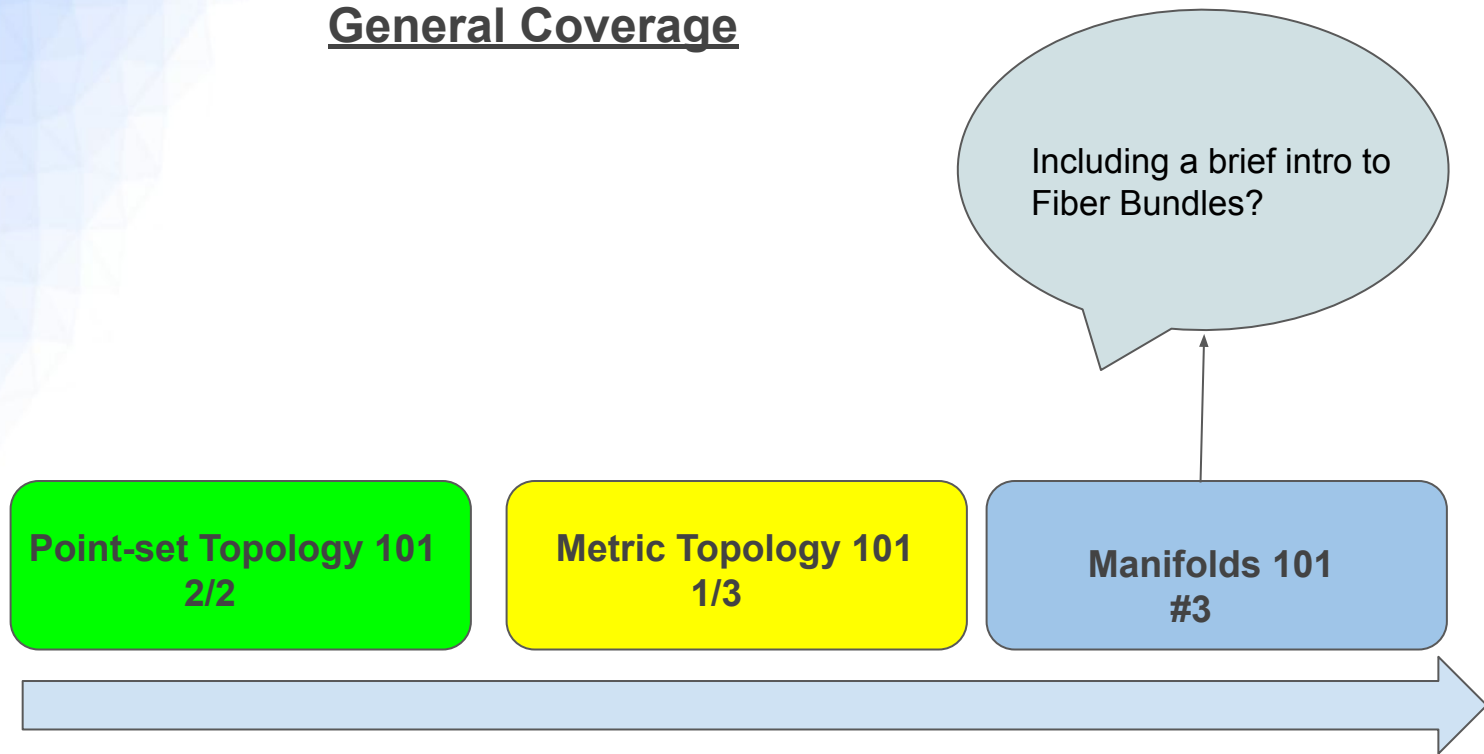 General Coverage
Including a brief intro to
Fiber Bundles?
Point-set Topology 101
2/2
Metric Topology 101
1/3
Manifolds 101
#3